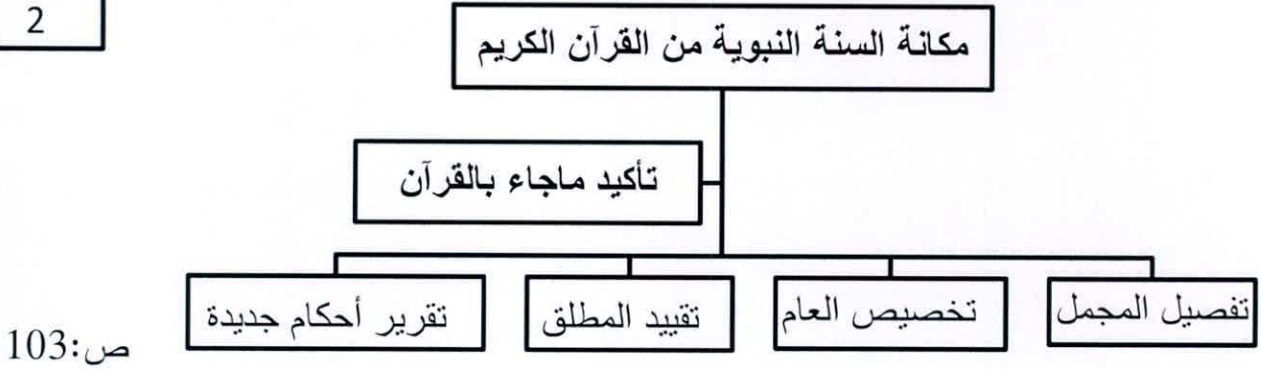 2
مكانة السنة النبوية من القرآن الكريم
تأكيد ماجاء بالقرآن
تفصيل المجمل
تخصيص العام
تقييد المطلق
تقرير أحكام جديدة
ص:103